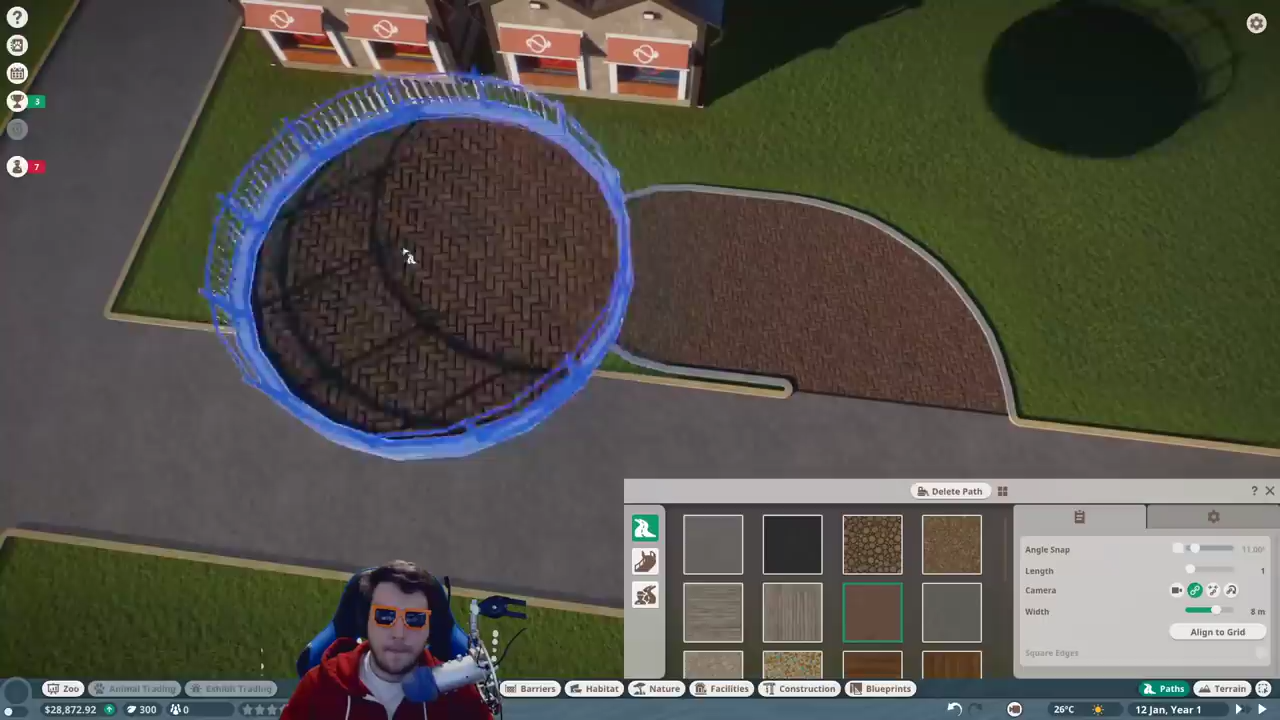 ?
3
7
Delete Path
?
Angle Snap 11.00°
Length 1
Camera
Width 8 m
Align to Grid
Square Edges
Zoo Animal Trading Exhibit Trading Barriers Habitat Nature Facilities Construction Blueprints Paths Terrain
$28,872.92 300 0 26°C 12 Jan, Year 1